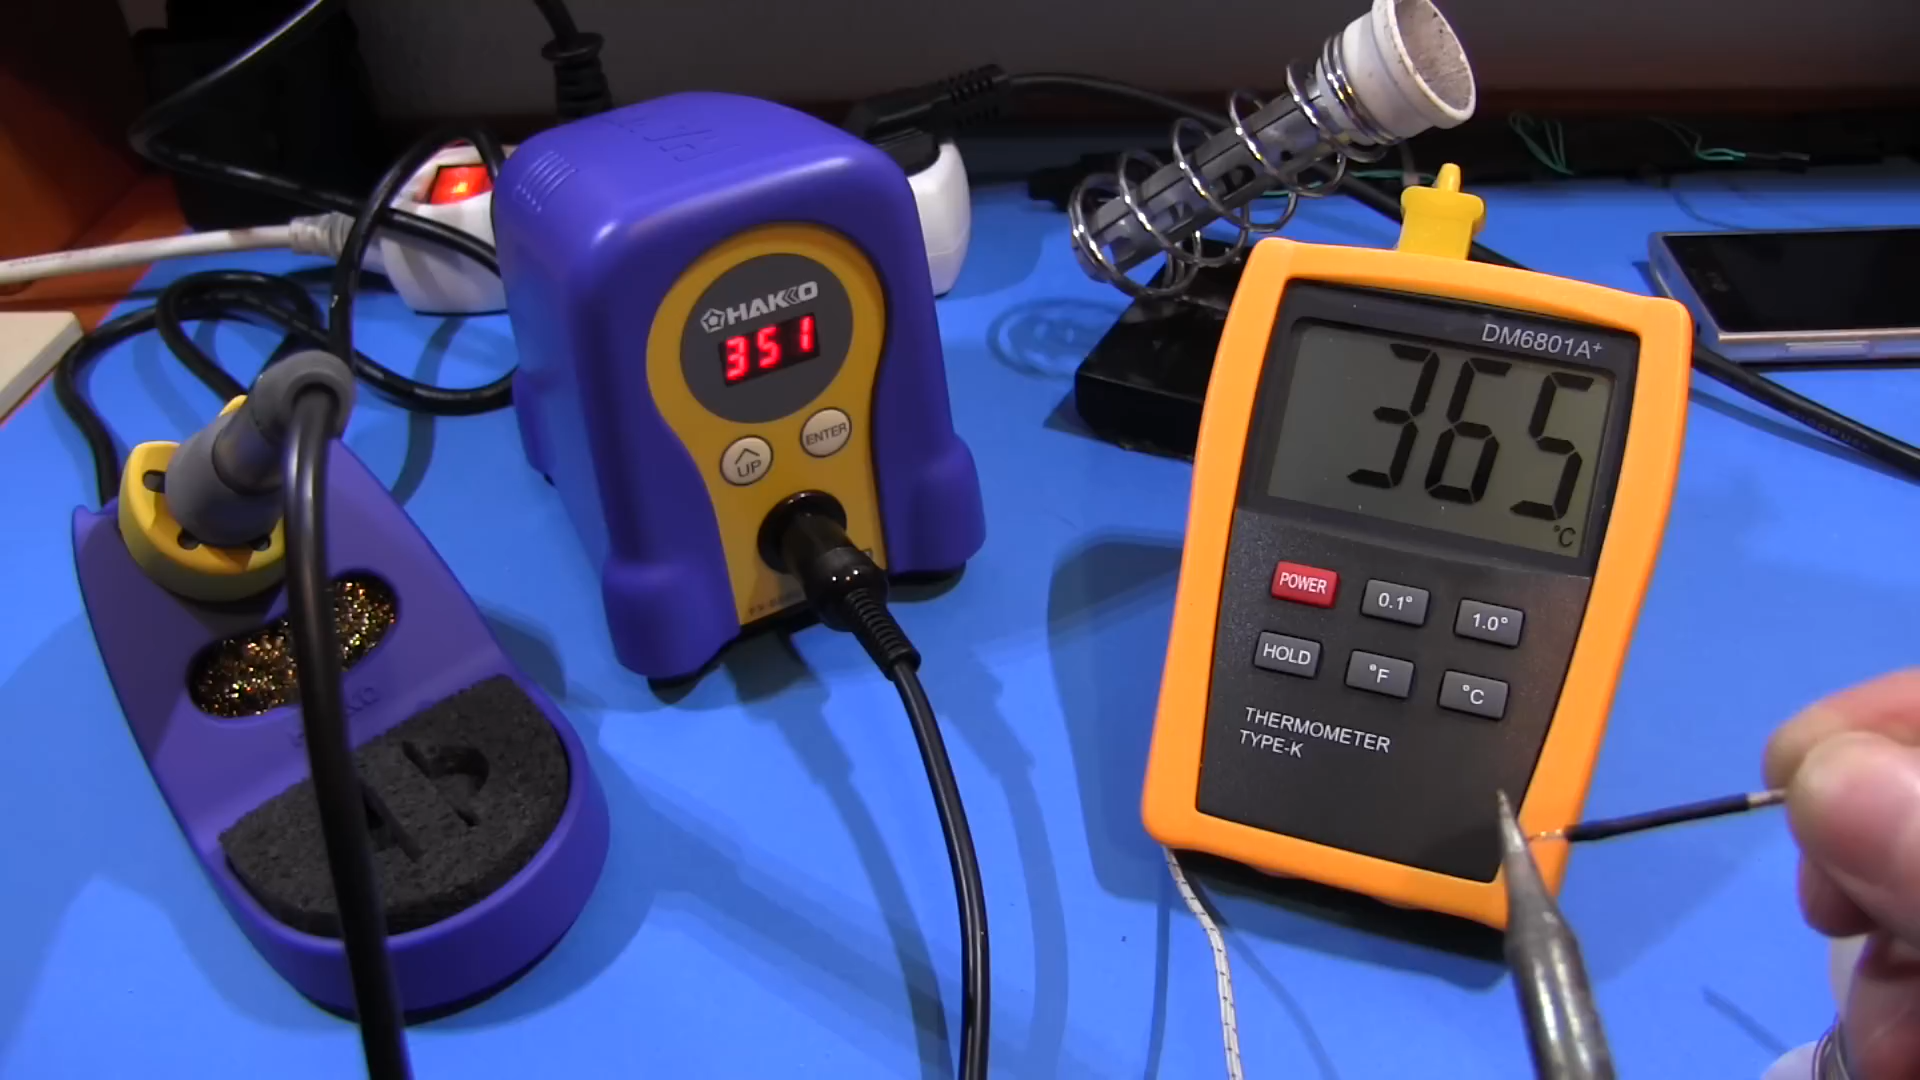 HAKKO
351
UP
ENTER
DM6801A+
365
°C
POWER
0.1°
1.0°
HOLD
°F
°C
THERMOMETER
TYPE-K